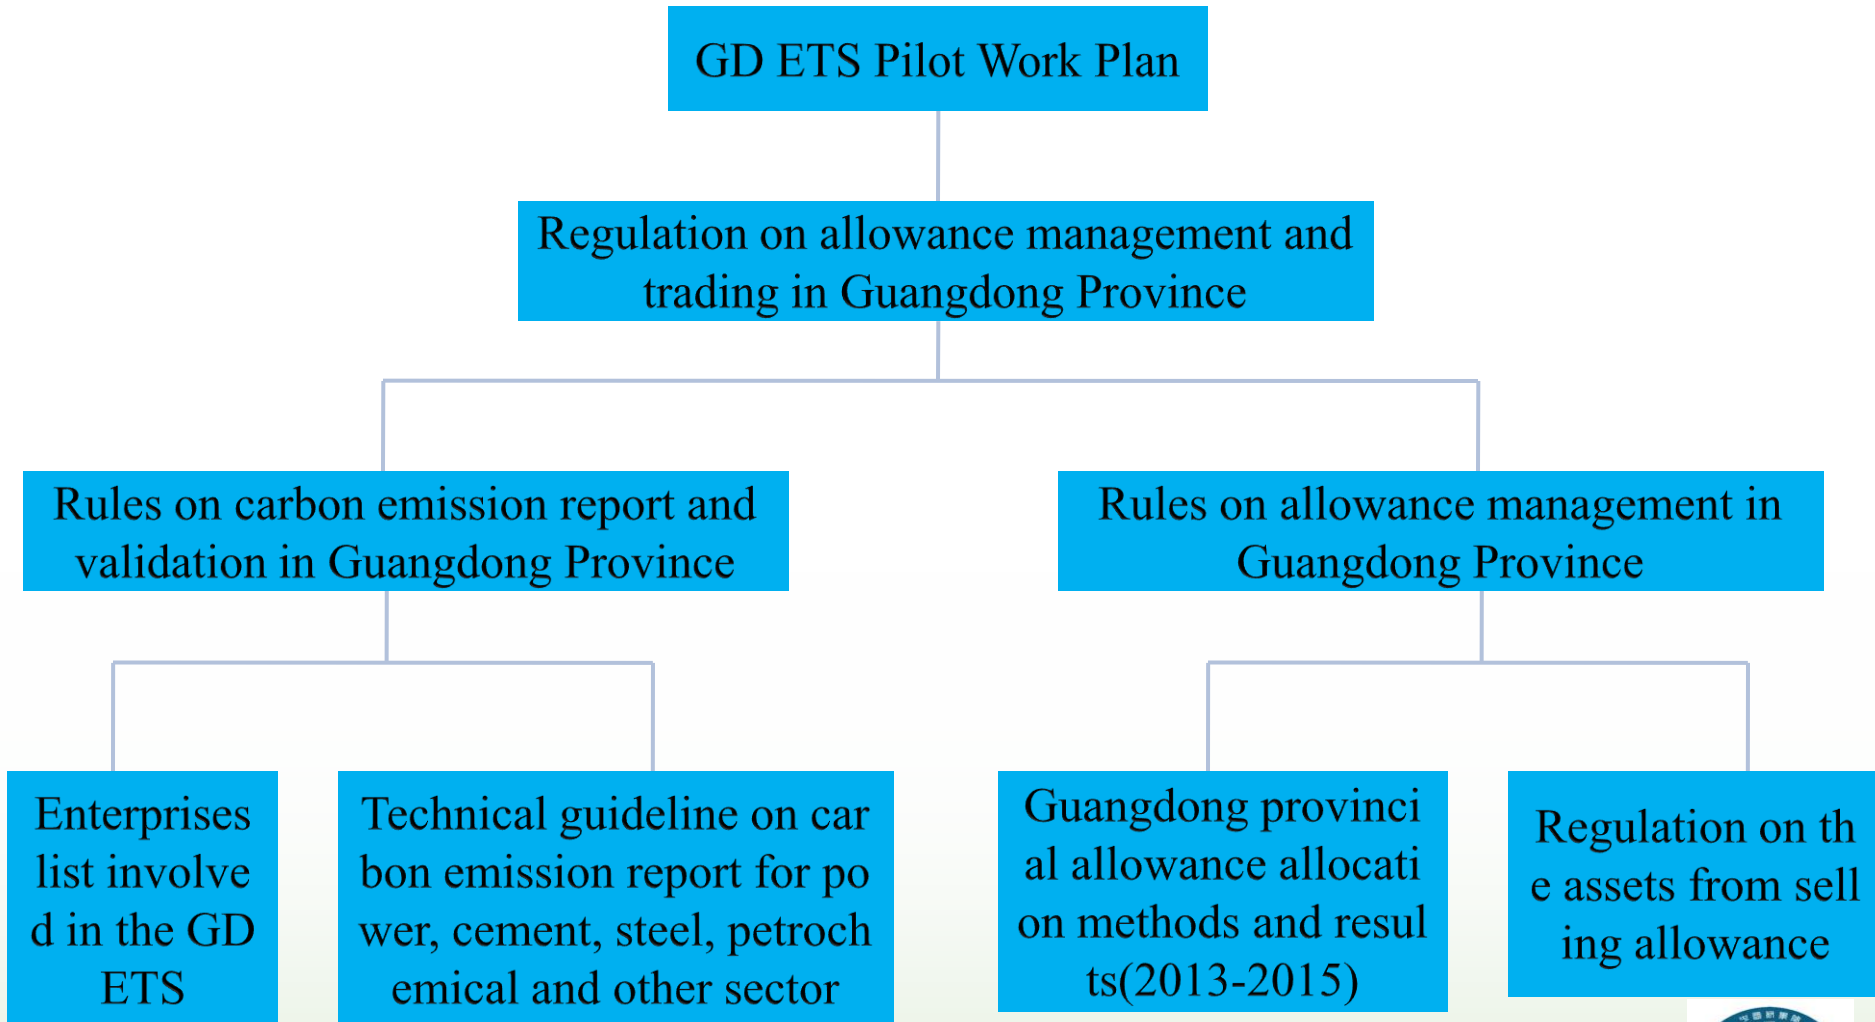 GD ETS Pilot Work Plan
Regulation on allowance management and
trading in Guangdong Province
Rules on carbon emission report and
validation in Guangdong Province
Rules on allowance management in
Guangdong Province
Enterprises
list involve
d in the GD
ETS
Technical guideline on car
bon emission report for po
wer, cement, steel, petroch
emical and other sector
Guangdong provinci
al allowance allocati
on methods and resul
ts(2013-2015)
Regulation on th
e assets from sell
ing allowance